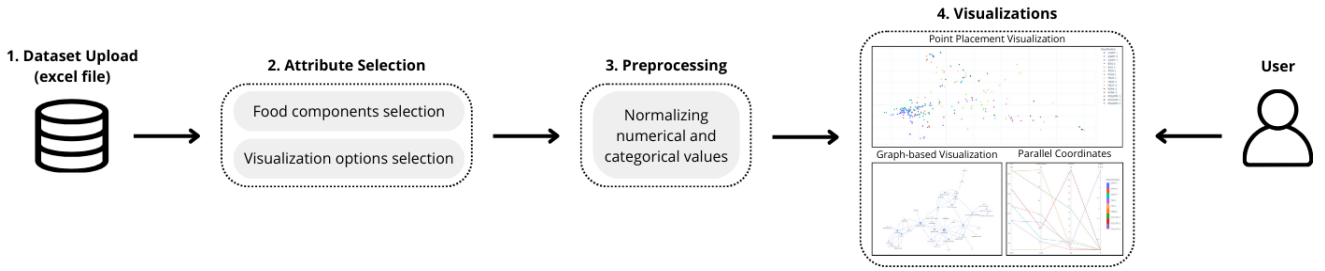 1. Dataset Upload
(excel file)
2. Attribute Selection
Food components selection
Visualization options selection
3. Preprocessing
Normalizing
numerical and
categorical values
4. Visualizations
Point Placement Visualization
Graph-based Visualization
Parallel Coordinates
User